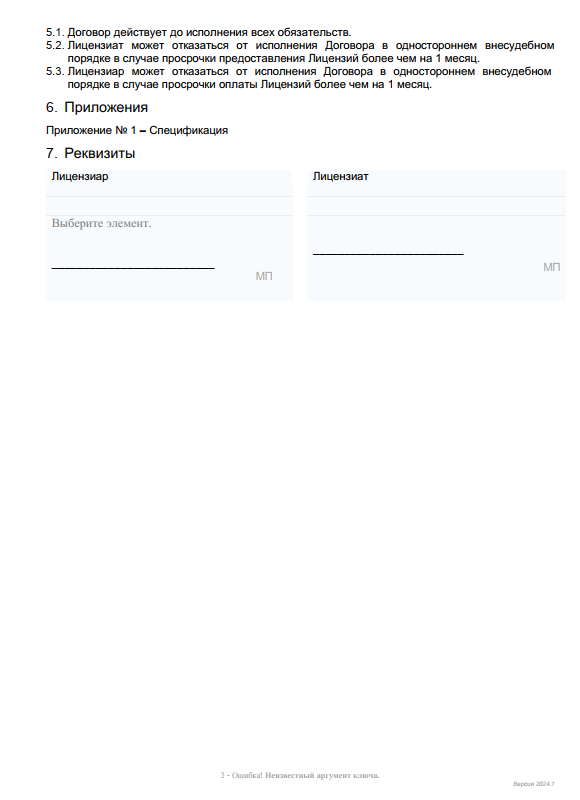 5.1. Договор действует до исполнения всех обязательств.
5.2. Лицензиат может отказаться от исполнения Договора в одностороннем внесудебном
порядке в случае просрочки предоставления Лицензий более чем на 1 месяц.
5.3. Лицензиар может отказаться от исполнения Договора в одностороннем внесудебном
порядке в случае просрочки оплаты Лицензий более чем на 1 месяц.
6. Приложения
Приложение № 1 – Спецификация
7. Реквизиты
Лицензиар
Лицензиат
Выберите элемент.
МП
МП
3 - Ошибка! Неизвестный аргумент ключа.
Версия 2024.1